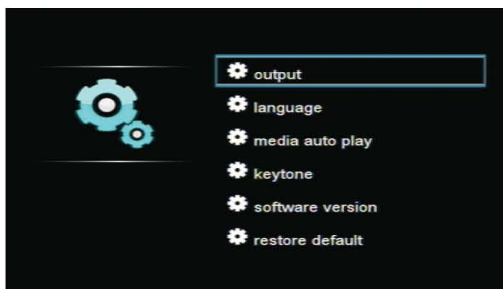 output
language
media auto play
keytone
software version
restore default